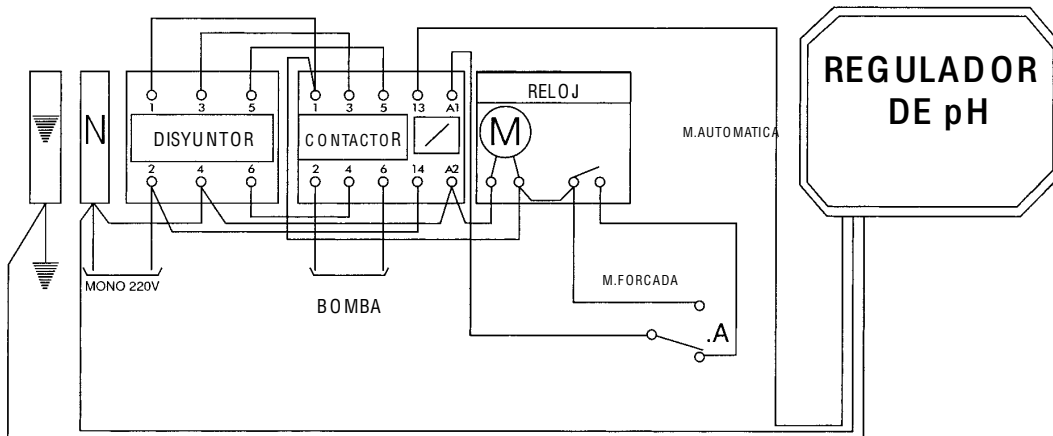 REGULADOR
DE pH
1 3 5
1 3 5 13 A1
RELOJ
N
DISYUNTOR
CONTACTOR
M
M.AUTOMATICA
2 4 6
2 4 6 14 A2
MONO 220V
BOMBA
M.FORCADA
.A